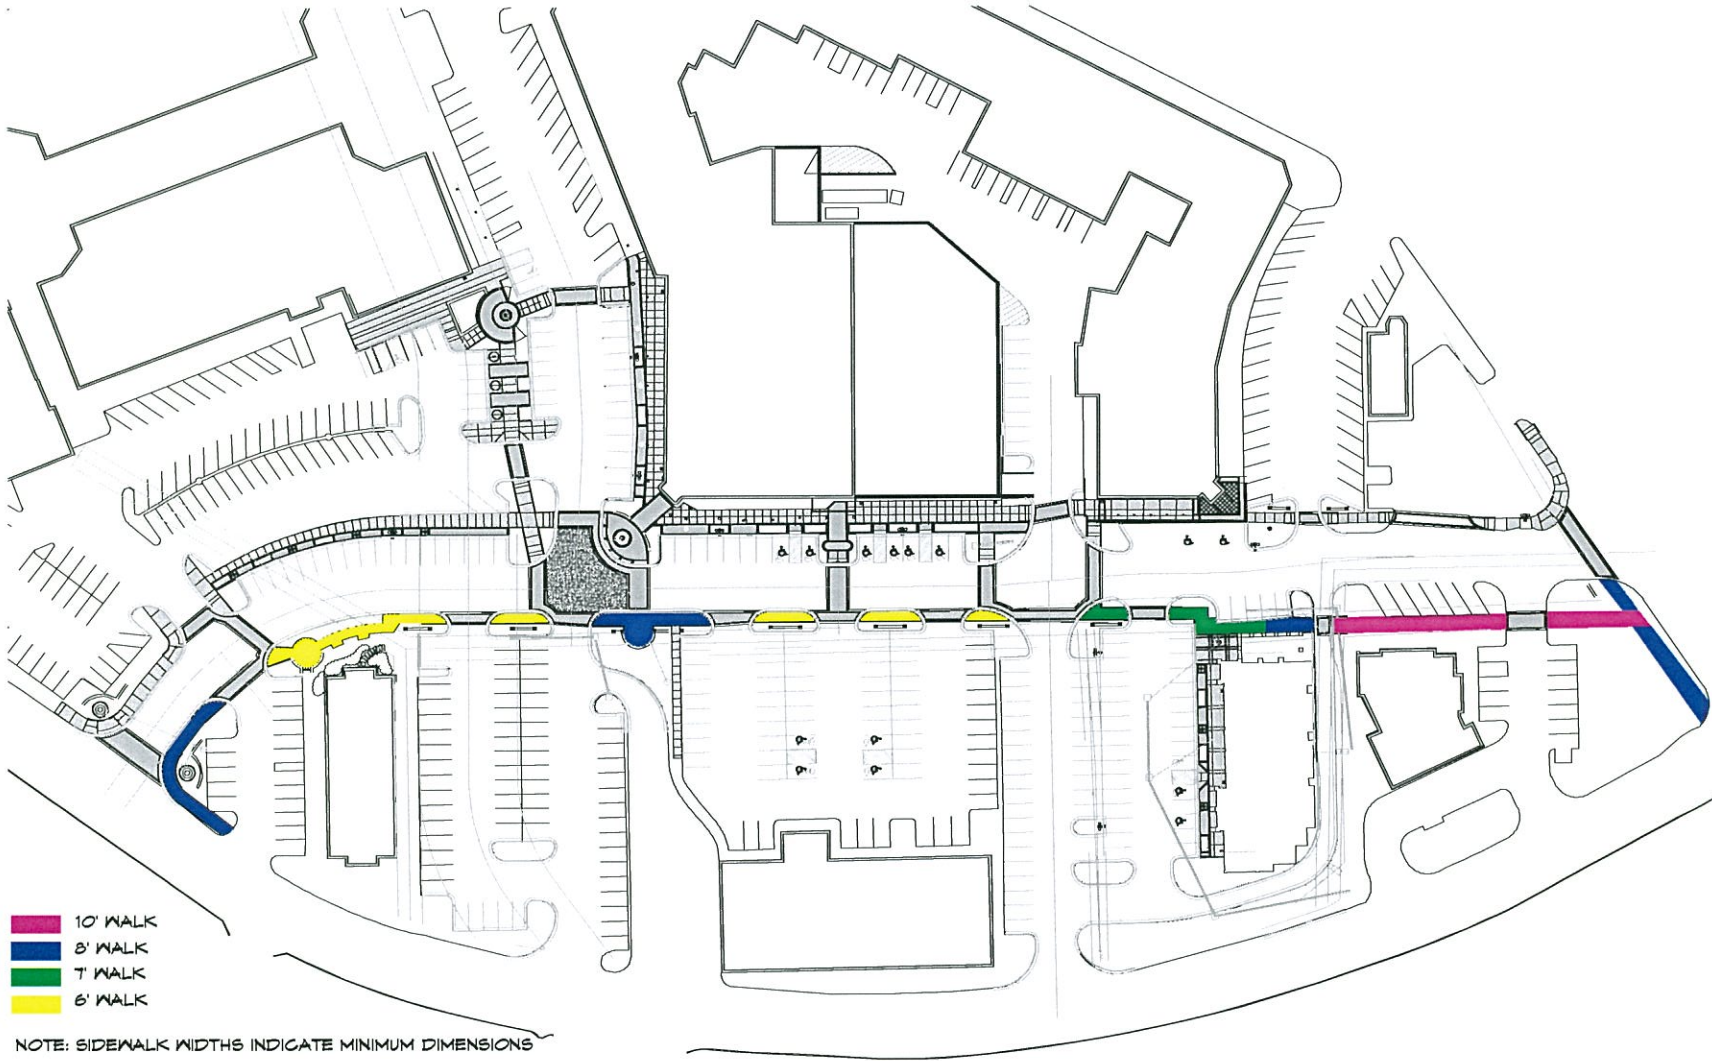 10' WALK
8' WALK
7' WALK
6' WALK
NOTE: SIDEWALK WIDTHS INDICATE MINIMUM DIMENSIONS